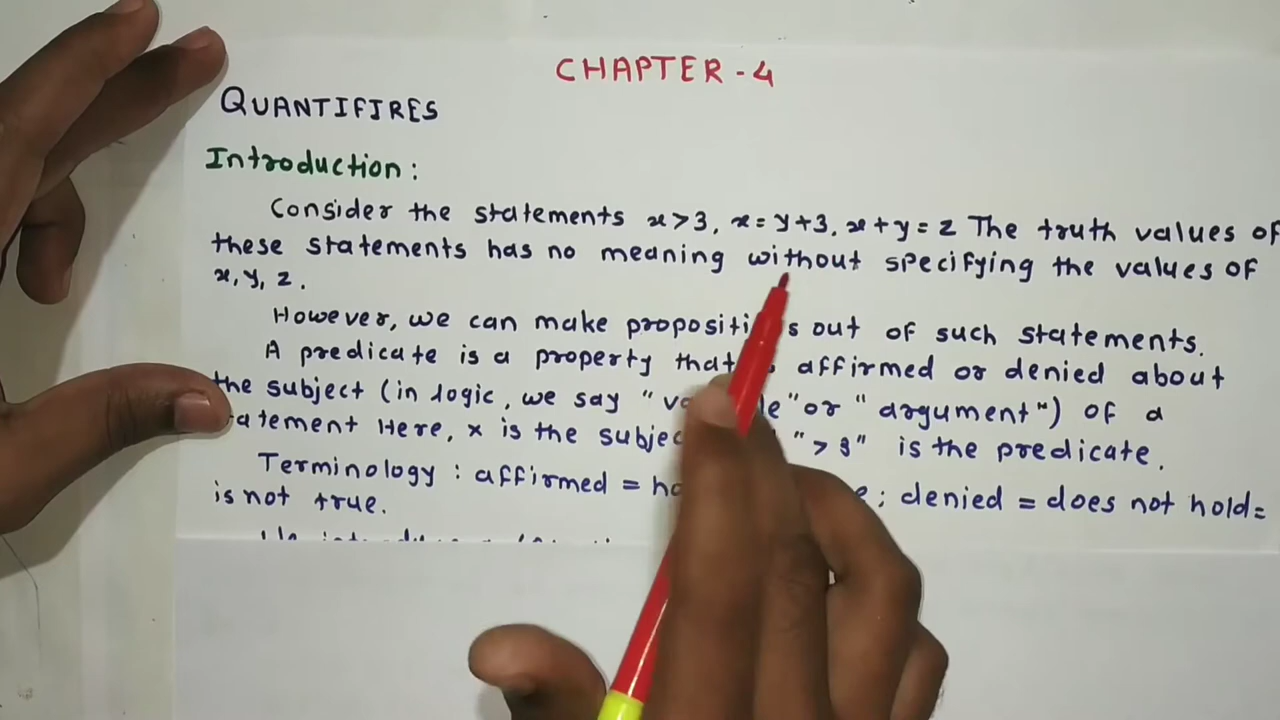 CHAPTER - 4
QUANTIFIRES
Introduction :
Consider the statements x > 3, x = y + 3, x + y = z The truth values of
these statements has no meaning without specifying the values of
x, y, z .
However, we can make out of such statements.
A predicate is a property that affirmed or denied about
the subject (in logic, we say " or " argument") of a
Here, x is the " > 3" is the predicate.
Terminology : affirmed = ; denied = does not hold =
is not true.